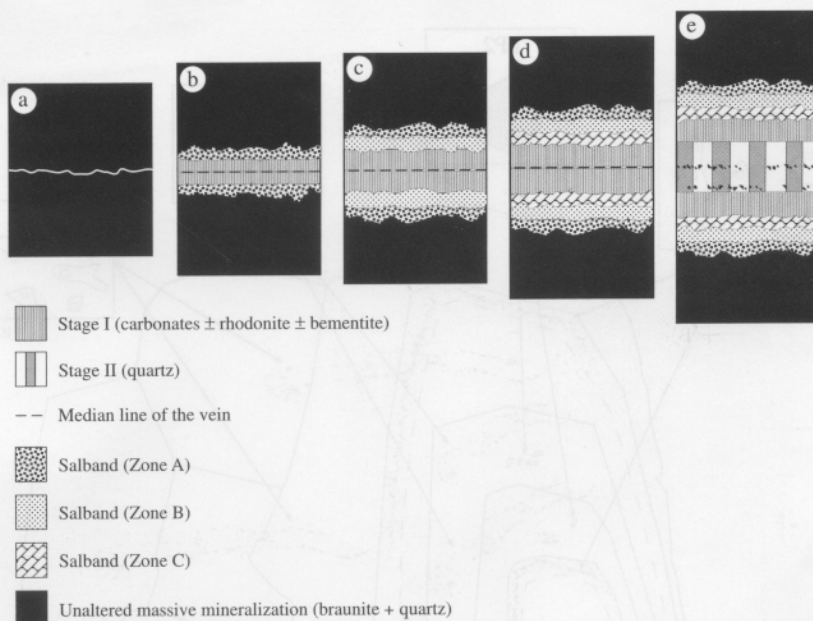 a
b
c
d
e
Stage I (carbonates ± rhodonite ± bementite)
Stage II (quartz)
Median line of the vein
Salband (Zone A)
Salband (Zone B)
Salband (Zone C)
Unaltered massive mineralization (braunite + quartz)